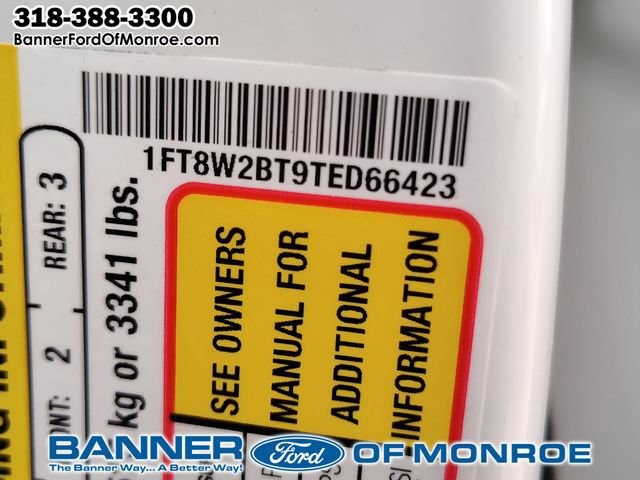 318-388-3300
BannerFordOfMonroe.com
1FT8W2BT9TED66423
REAR: 3
2
kg or 3341 lbs.
SEE OWNERS
MANUAL FOR
ADDITIONAL
INFORMATION
BANNER Ford OF MONROE
The Banner Way... A Better Way!